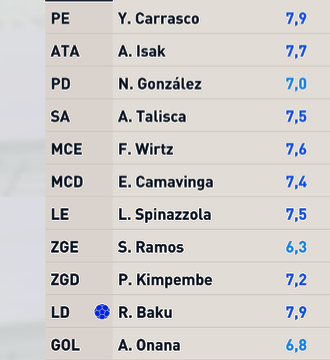 PE Y. Carrasco 7,9
ATA A. Isak 7,7
PD N. González 7,0
SA A. Talisca 7,5
MCE F. Wirtz 7,6
MCD E. Camavinga 7,4
LE L. Spinazzola 7,5
ZGE S. Ramos 6,3
ZGD P. Kimpembe 7,2
LD R. Baku 7,9
GOL A. Onana 6,8